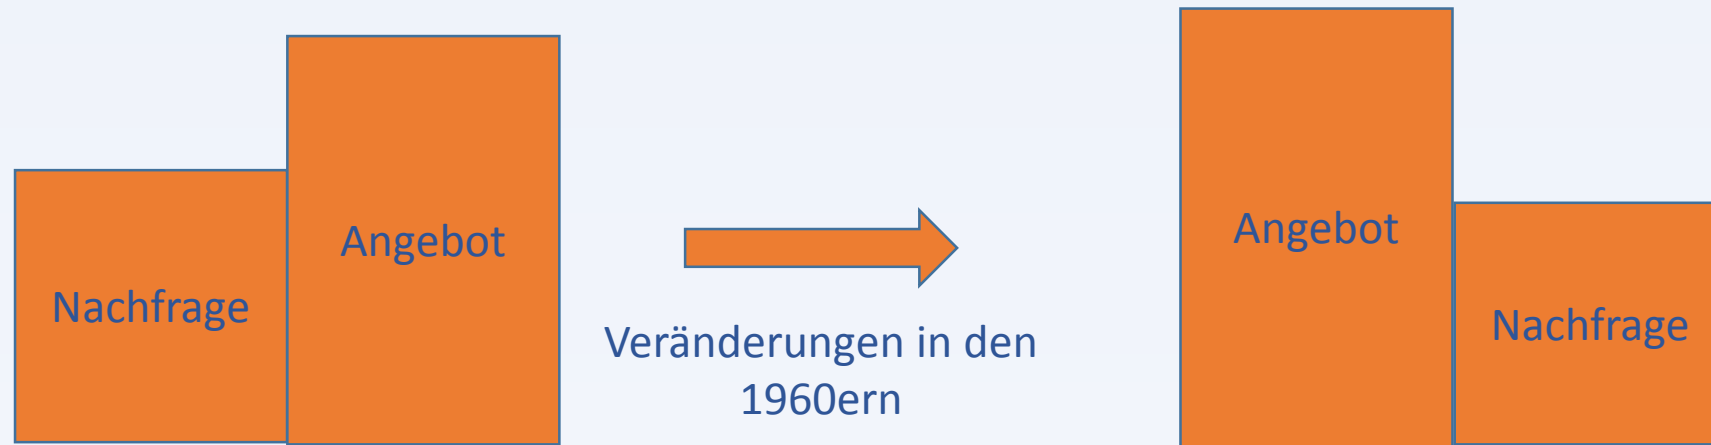 Nachfrage
Angebot
Veränderungen in den
1960ern
Angebot
Nachfrage